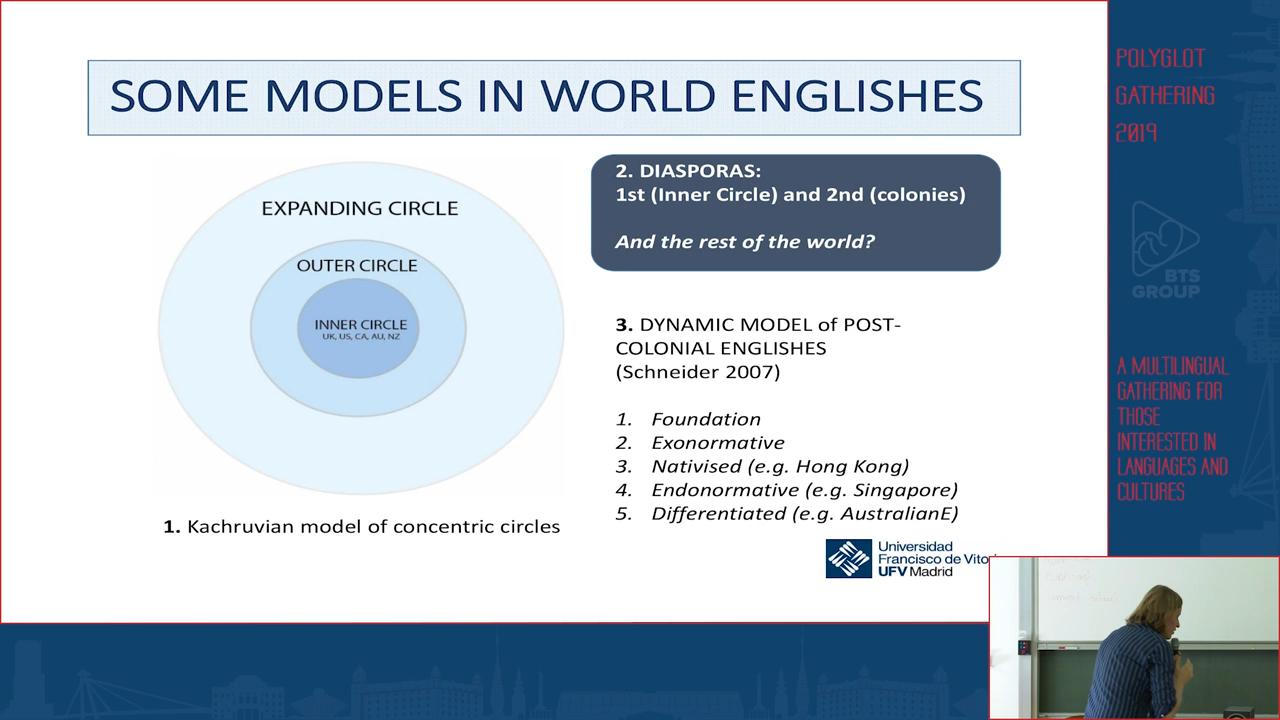 SOME MODELS IN WORLD ENGLISHES
EXPANDING CIRCLE
OUTER CIRCLE
INNER CIRCLE
UK, US, CA, AU, NZ
1. Kachruvian model of concentric circles
2. DIASPORAS:
1st (Inner Circle) and 2nd (colonies)
And the rest of the world?
3. DYNAMIC MODEL of POST-
COLONIAL ENGLISHES
(Schneider 2007)
1. Foundation
2. Exonormative
3. Nativised (e.g. Hong Kong)
4. Endonormative (e.g. Singapore)
5. Differentiated (e.g. AustralianE)
Universidad
Francisco de Vito
UFV Madrid
POLYGLOT
GATHERING
2019
BTS
GROUP
A MULTILINGUAL
GATHERING FOR
THOSE
INTERESTED IN
LANGUAGES AND
CULTURES